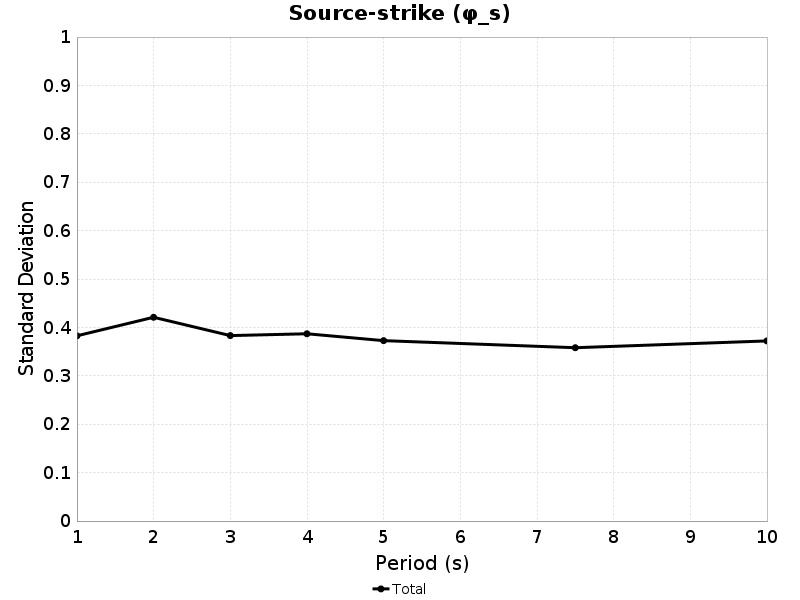 Source-strike (φ_s)
1
0.9
0.8
0.7
0.6
0.5
0.4
0.3
0.2
0.1
0
Standard Deviation
1 2 3 4 5 6 7 8 9 10
Period (s)
Total